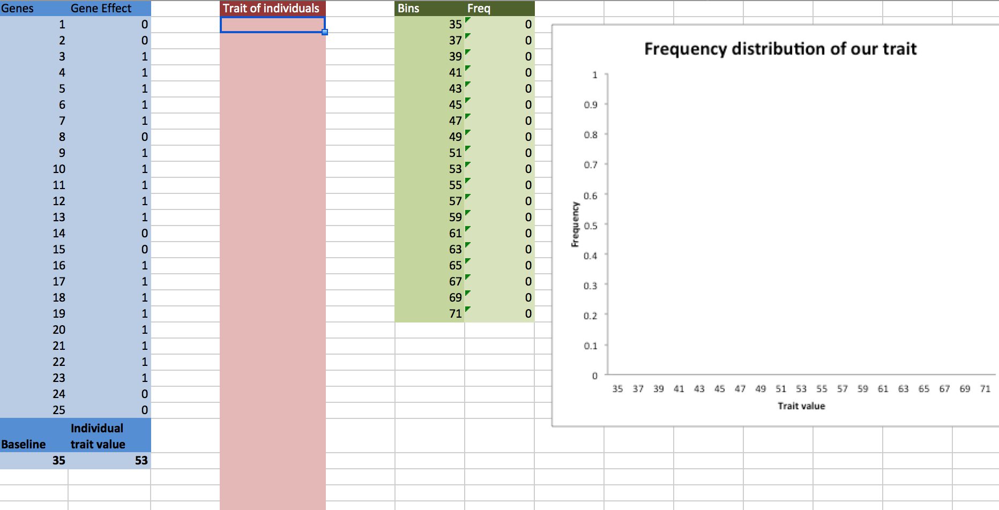 Genes Gene Effect Trait of individuals Bins Freq
1 0 35 0
2 0 37 0
3 1 39 0
4 1 41 0
5 1 43 0
6 1 45 0
7 1 47 0
8 0 49 0
9 1 51 0
10 1 53 0
11 1 55 0
12 1 57 0
13 1 59 0
14 0 61 0
15 0 63 0
16 1 65 0
17 1 67 0
18 1 69 0
19 1 71 0
20 1
21 1
22 1
23 1
24 0
25 0
Individual
Baseline trait value
35 53
Frequency distribution of our trait
1
0.9
0.8
0.7
0.6
0.5
0.4
0.3
0.2
0.1
0
Frequency
35 37 39 41 43 45 47 49 51 53 55 57 59 61 63 65 67 69 71
Trait value